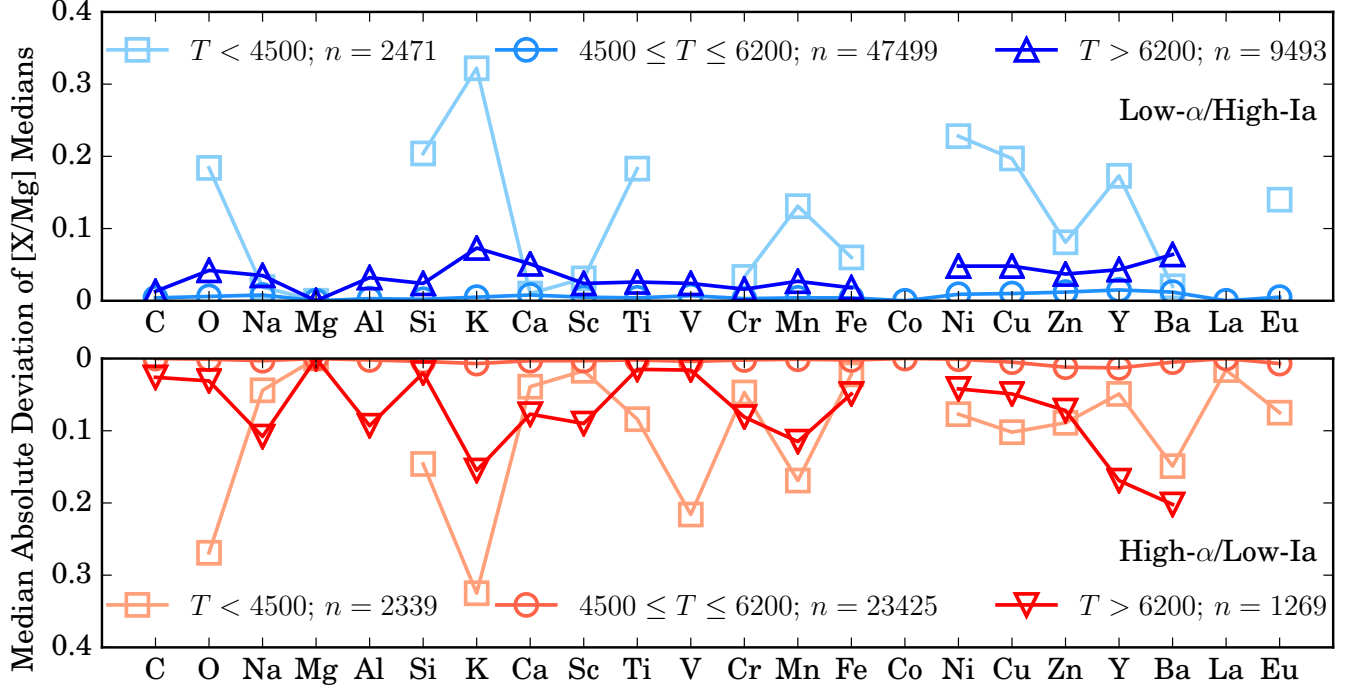 Median Absolute Deviation of [X/Mg] Medians
0.4
0.3
0.2
0.1
0
T < 4500; n = 2471
4500 ≤ T ≤ 6200; n = 47499
T > 6200; n = 9493
Low-α/High-Ia
C O Na Mg Al Si K Ca Sc Ti V Cr Mn Fe Co Ni Cu Zn Y Ba La Eu
0
0.1
0.2
0.3
0.4
High-α/Low-Ia
T < 4500; n = 2339
4500 ≤ T ≤ 6200; n = 23425
T > 6200; n = 1269
C O Na Mg Al Si K Ca Sc Ti V Cr Mn Fe Co Ni Cu Zn Y Ba La Eu